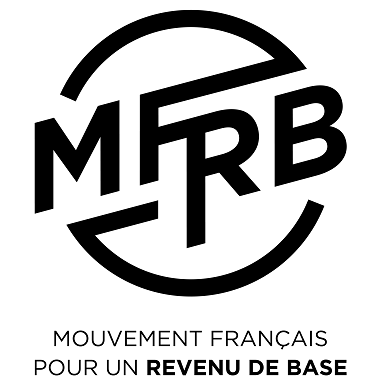 MFRB
MOUVEMENT FRANÇAIS
POUR UN REVENU DE BASE